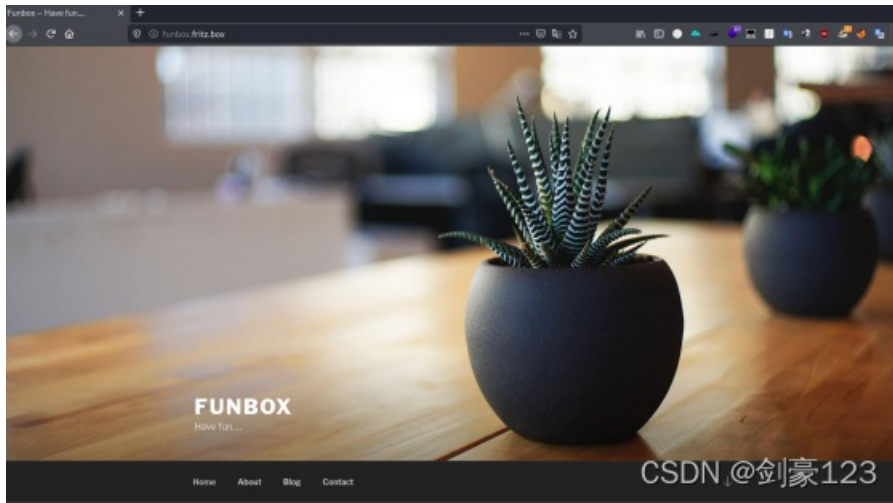 Funbox – Have fun....
funbox.fritz.box
FUNBOX
Have fun....
Home About Blog Contact
CSDN @剑豪123